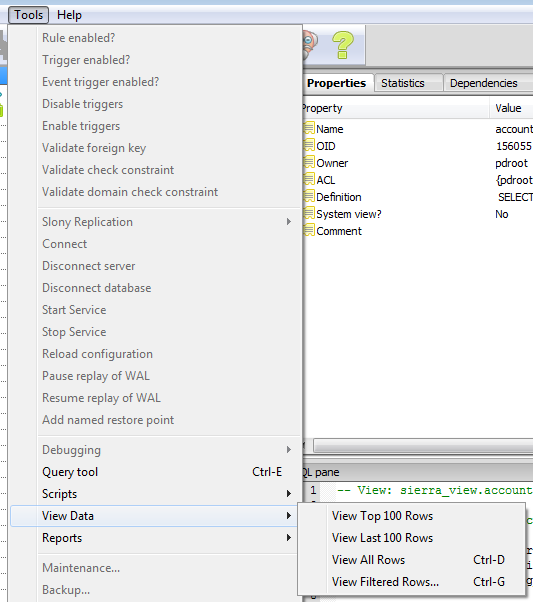 Tools Help
Rule enabled?
Trigger enabled?
Event trigger enabled?
Disable triggers
Enable triggers
Validate foreign key
Validate check constraint
Validate domain check constraint
Slony Replication
Connect
Disconnect server
Disconnect database
Start Service
Stop Service
Reload configuration
Pause replay of WAL
Resume replay of WAL
Add named restore point
Debugging
Query tool Ctrl-E
Scripts
View Data
Reports
Maintenance...
Backup...
Properties Statistics Dependencies
Property Value
Name account
OID 156055
Owner pdroot
ACL {pdroot
Definition SELECT
System view? No
Comment
QL pane
1 -- View: sierra_view.account
View Top 100 Rows
View Last 100 Rows
View All Rows Ctrl-D
View Filtered Rows... Ctrl-G